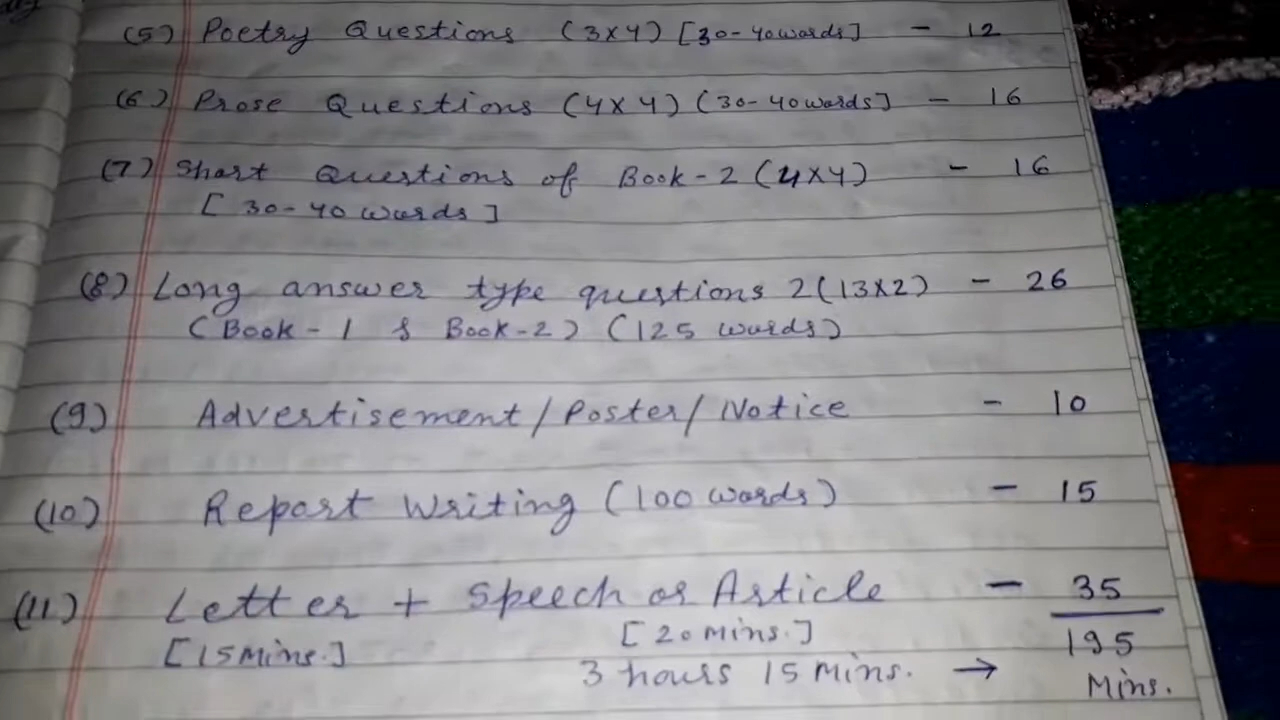 (5) Poetry Questions (3x4) [30-40words] - 12
(6) Prose Questions (4x4) (30-40words] - 16
(7) Short Questions of Book-2 (4x4) - 16
[30-40 words]
(8) Long answer type questions 2(13x2) - 26
(Book-1 & Book-2) (125 words)
(9) Advertisement/Poster/Notice - 10
(10) Report Writing (100 words) - 15
(11) Letter + Speech or Article - 35
[15Mins.] [20Mins.] 195
3 hours 15 Mins. → Mins.